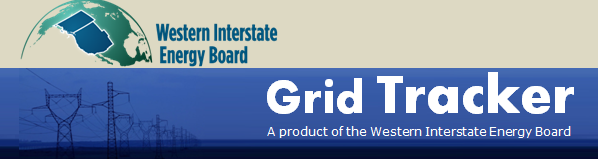 Western Interstate
Energy Board
Grid Tracker
A product of the Western Interstate Energy Board